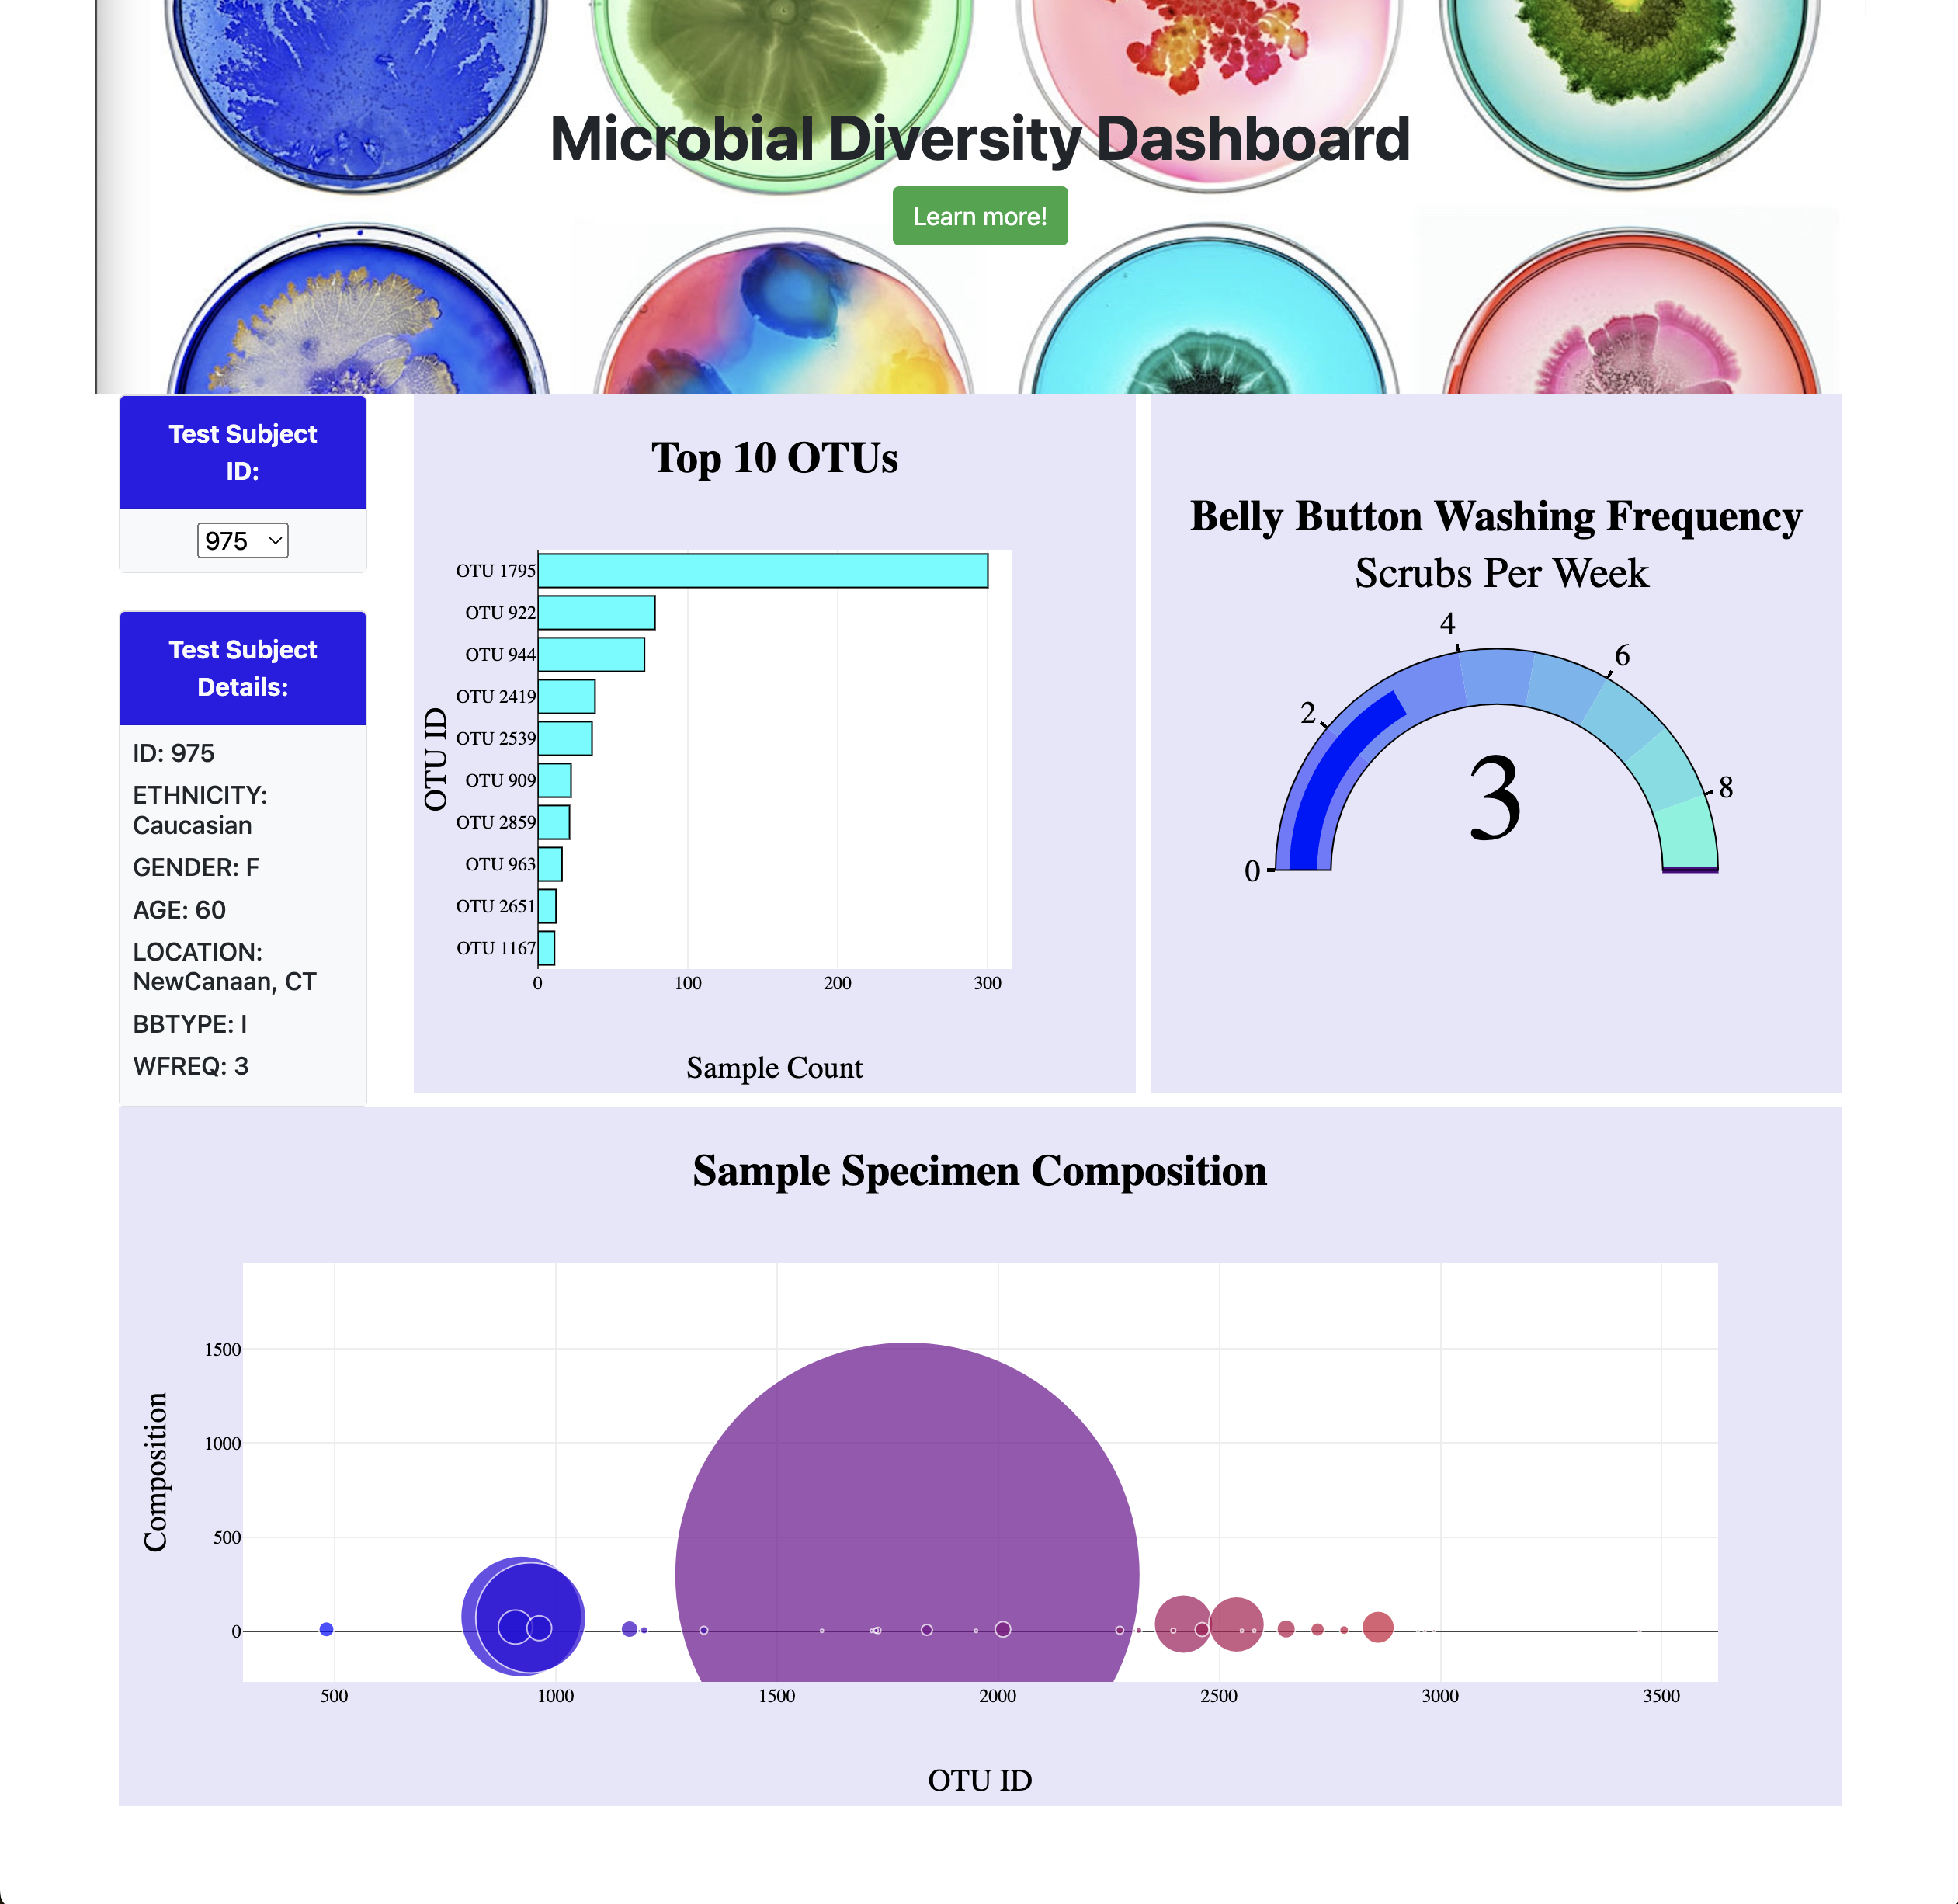 Microbial Diversity Dashboard
Learn more!
Test Subject
ID:
975
Test Subject
Details:
ID: 975
ETHNICITY:
Caucasian
GENDER: F
AGE: 60
LOCATION:
NewCanaan, CT
BBTYPE: I
WFREQ: 3
Top 10 OTUs
OTU ID
OTU 1795
OTU 922
OTU 944
OTU 2419
OTU 2539
OTU 909
OTU 2859
OTU 963
OTU 2651
OTU 1167
0 100 200 300
Sample Count
Belly Button Washing Frequency
Scrubs Per Week
0 2 4 6 8
3
Sample Specimen Composition
Composition
1500
1000
500
0
500 1000 1500 2000 2500 3000 3500
OTU ID